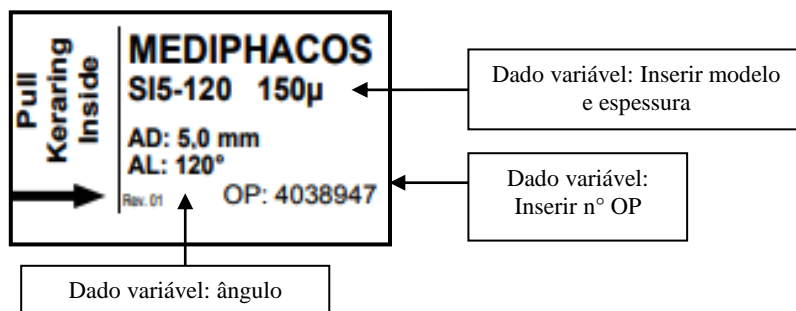 Pull
Keraring
Inside
MEDIPHACOS
SI5-120 150µ
AD: 5,0 mm
AL: 120°
Rev. 01 OP: 4038947
Dado variável: Inserir modelo
e espessura
Dado variável:
Inserir n° OP
Dado variável: ângulo